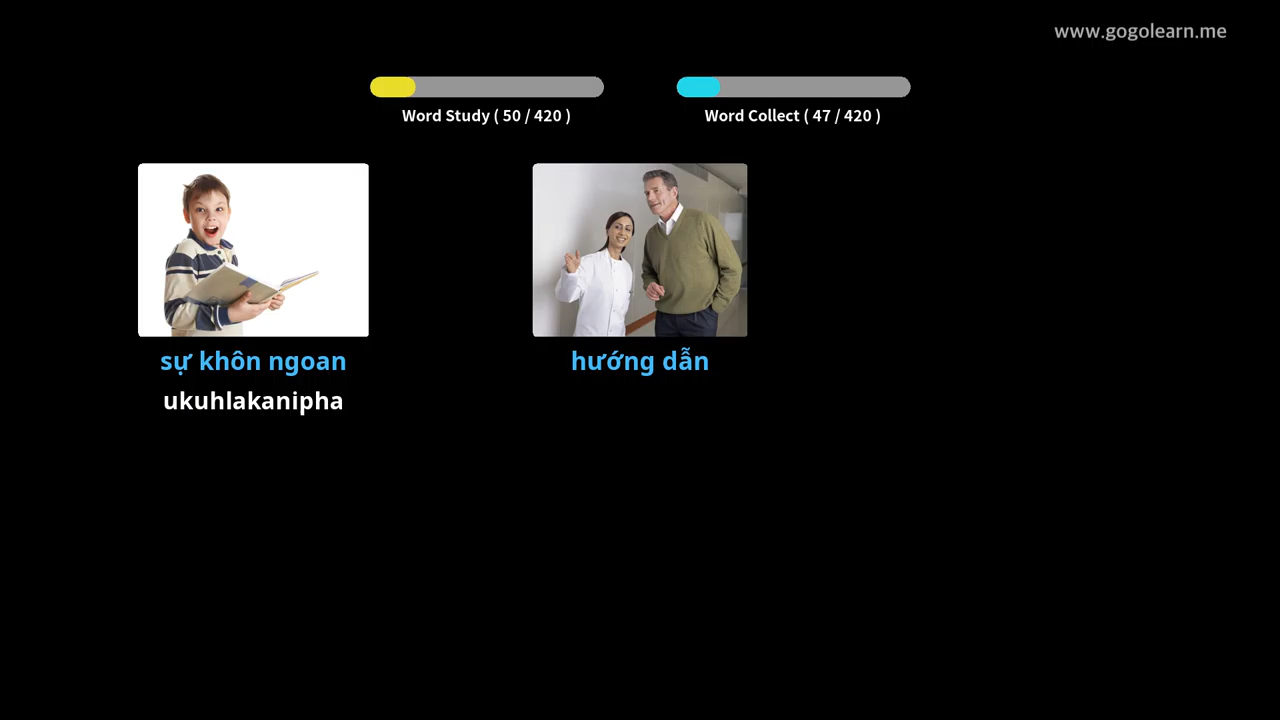 www.gogolearn.me
Word Study ( 50 / 420 )
Word Collect ( 47 / 420 )
sự khôn ngoan
hướng dẫn
ukuhlakanipha